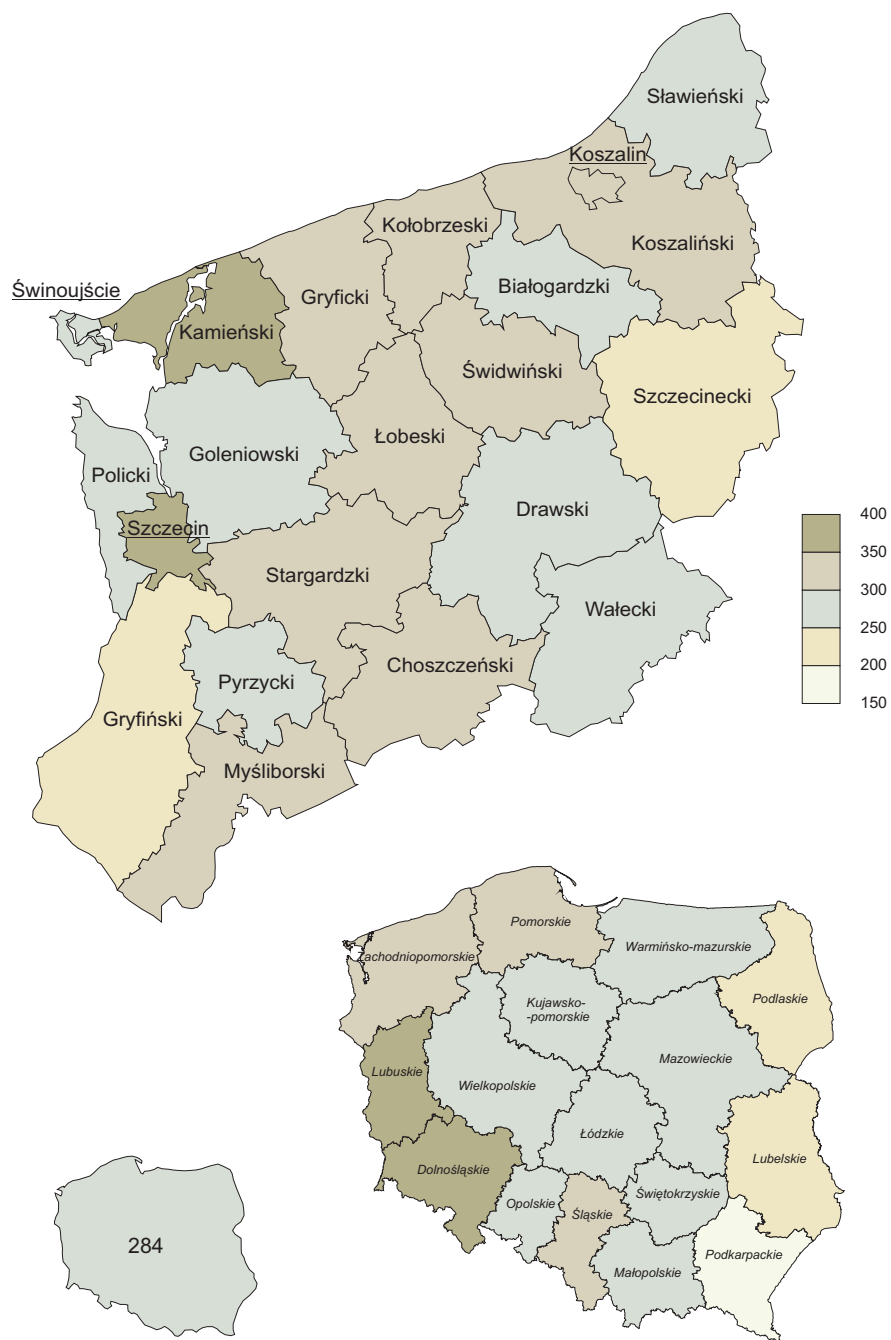 Sławieński
Koszalin
Kołobrzeski
Koszaliński
Świnoujście
Gryficki
Białogardzki
Kamieński
Świdwiński
Szczecinecki
Łobeski
Goleniowski
Policki
Drawski
Szczecin
400
350
Stargardzki
300
Wałecki
250
Choszczeński
200
Pyrzycki
150
Gryfiński
Myśliborski
Pomorskie
Zachodniopomorskie
Warmińsko-mazurskie
Kujawsko-
-pomorskie
Podlaskie
Mazowieckie
Lubuskie
Wielkopolskie
Łódzkie
Lubelskie
Dolnośląskie
Świętokrzyskie
Opolskie
Śląskie
284
Podkarpackie
Małopolskie